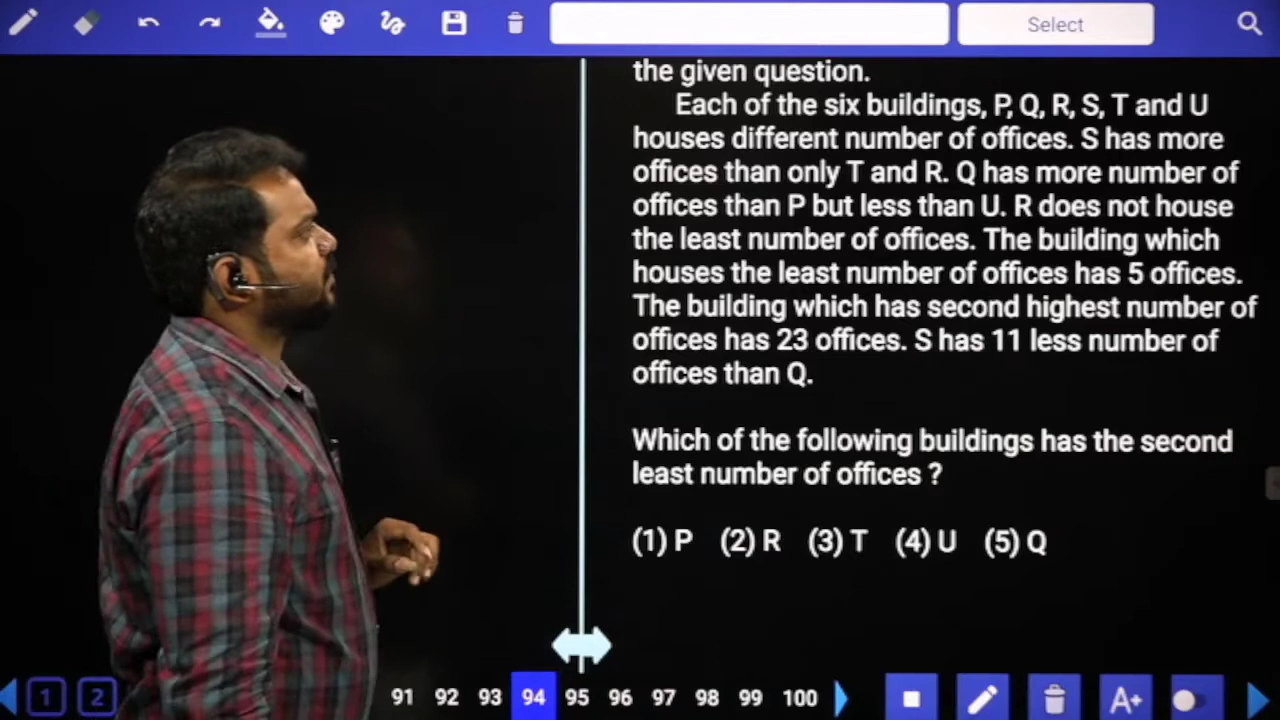 Select
the given question.
Each of the six buildings, P, Q, R, S, T and U
houses different number of offices. S has more
offices than only T and R. Q has more number of
offices than P but less than U. R does not house
the least number of offices. The building which
houses the least number of offices has 5 offices.
The building which has second highest number of
offices has 23 offices. S has 11 less number of
offices than Q.
Which of the following buildings has the second
least number of offices ?
(1) P (2) R (3) T (4) U (5) Q
1 2 91 92 93 94 95 96 97 98 99 100 A+